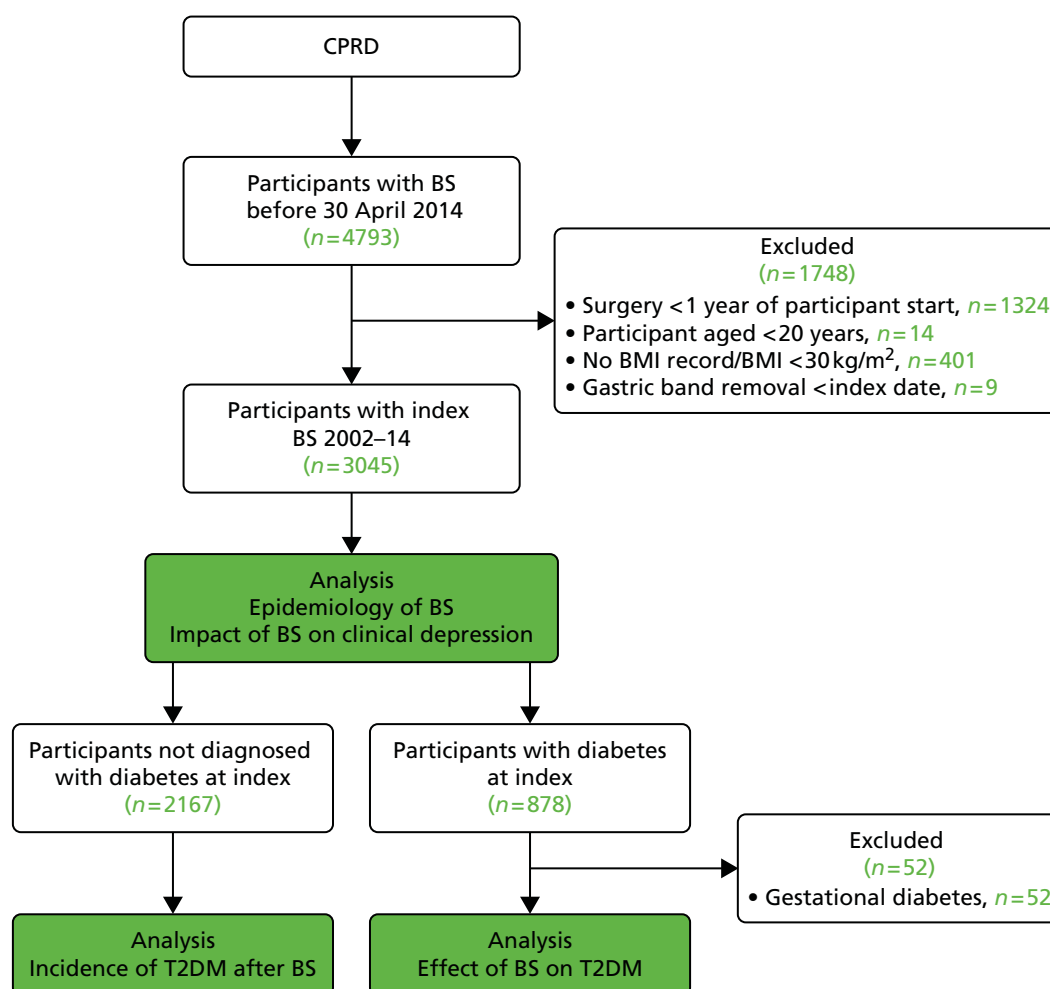 CPRD
Participants with BS
before 30 April 2014
(n=4793)
Excluded
(n=1748)
• Surgery <1 year of participant start, n=1324
• Participant aged <20 years, n=14
• No BMI record/BMI <30 kg/m², n=401
• Gastric band removal <index date, n=9
Participants with index
BS 2002–14
(n=3045)
Analysis
Epidemiology of BS
Impact of BS on clinical depression
Participants not diagnosed
with diabetes at index
(n=2167)
Participants with diabetes
at index
(n=878)
Excluded
(n=52)
• Gestational diabetes, n=52
Analysis
Incidence of T2DM after BS
Analysis
Effect of BS on T2DM